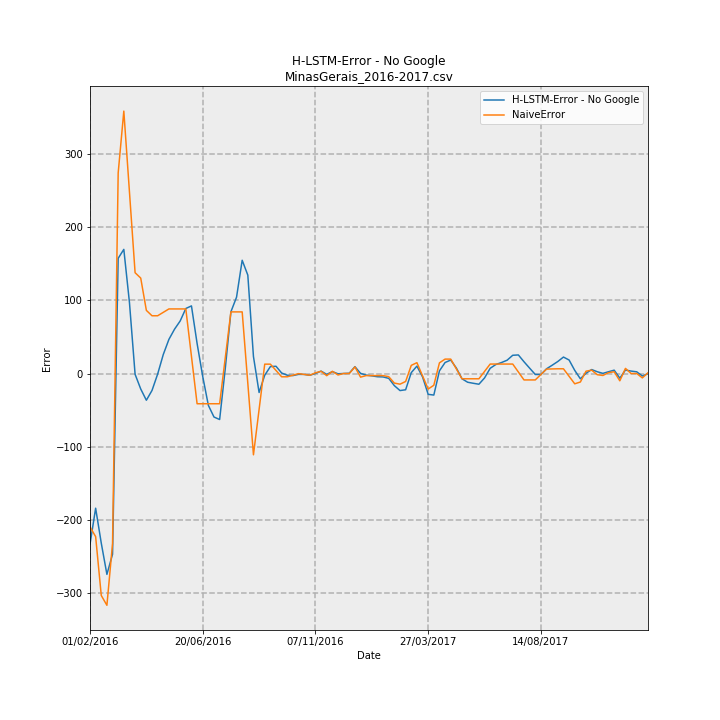 H-LSTM-Error - No Google
MinasGerais_2016-2017.csv
H-LSTM-Error - No Google
NaiveError
300
200
100
0
−100
−200
−300
Error
01/02/2016 20/06/2016 07/11/2016 27/03/2017 14/08/2017
Date